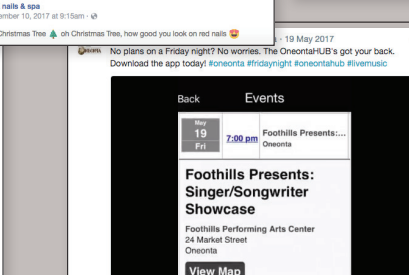 nails & spa
ember 10, 2017 at 9:15am ·
Christmas Tree 🎄 oh Christmas Tree, how good you look on red nails 😍
· 19 May 2017
No plans on a Friday night? No worries. The OneontaHUB's got your back.
Download the app today! #oneonta #fridaynight #oneontahub #livemusic
Back Events
May
19
Fri
7:00 pm
Foothills Presents:...
Oneonta
Foothills Presents:
Singer/Songwriter
Showcase
Foothills Performing Arts Center
24 Market Street
Oneonta
View Map